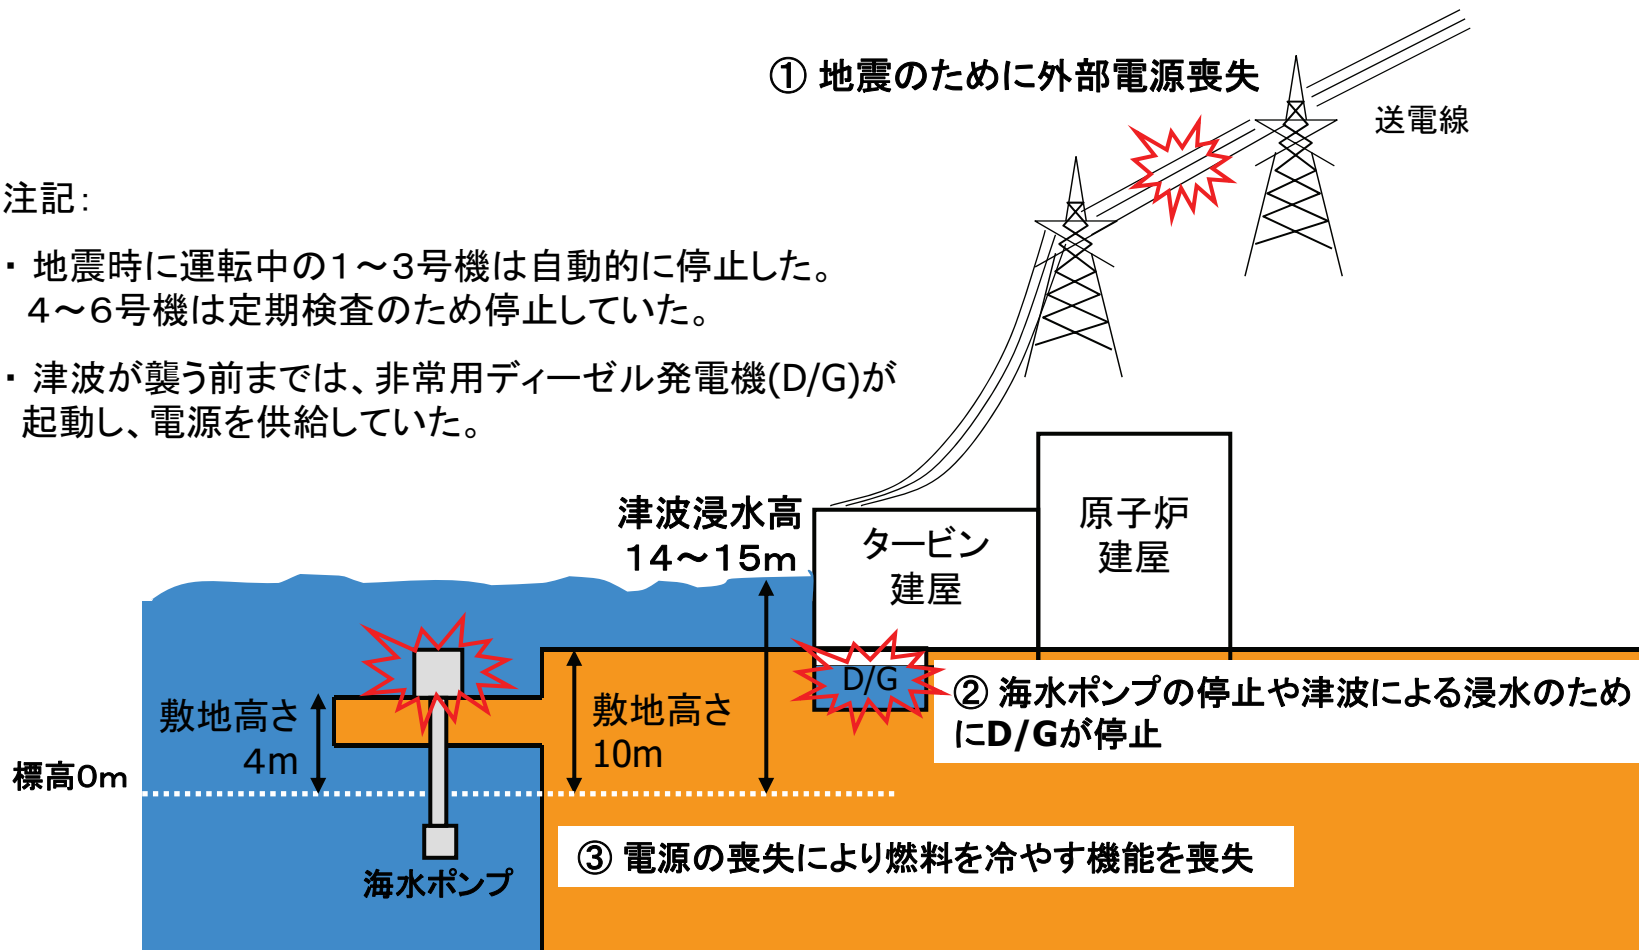 ① 地震のために外部電源喪失
送電線
注記：
・ 地震時に運転中の１～３号機は自動的に停止した。
４～６号機は定期検査のため停止していた。
・ 津波が襲う前までは、非常用ディーゼル発電機(D/G)が
起動し、電源を供給していた。
津波浸水高
１４～１５ｍ
タービン
建屋
原子炉
建屋
D/G
② 海水ポンプの停止や津波による浸水のため
にD/Gが停止
敷地高さ
４ｍ
敷地高さ
10ｍ
標高0ｍ
③ 電源の喪失により燃料を冷やす機能を喪失
海水ポンプ